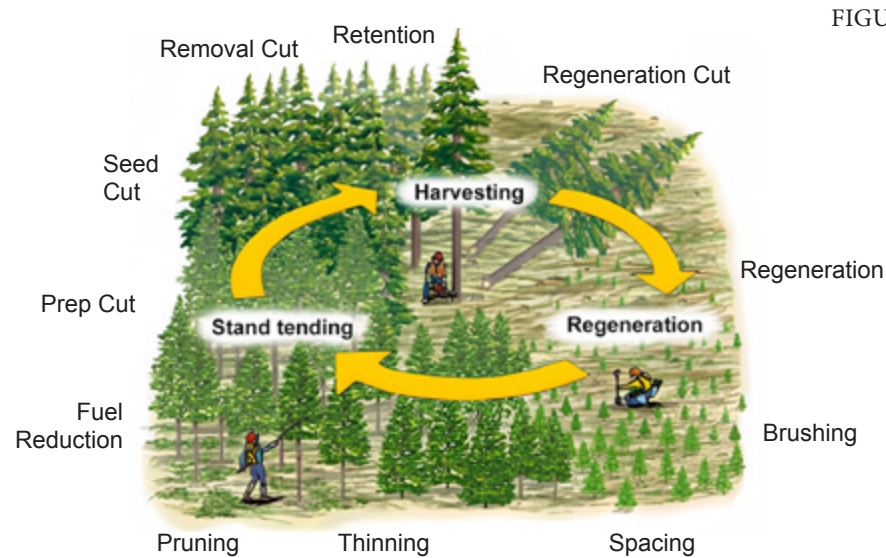 FIGU
Removal Cut
Retention
Regeneration Cut
Seed
Cut
Harvesting
Regeneration
Prep Cut
Stand tending
Regeneration
Fuel
Reduction
Brushing
Pruning
Thinning
Spacing